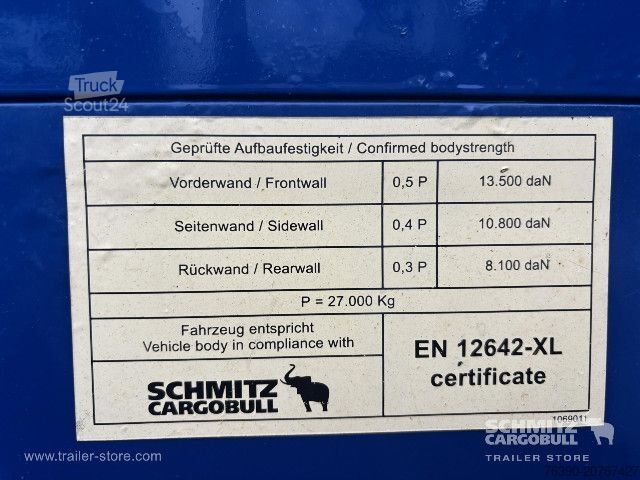 Truck
Scout24
Geprüfte Aufbaufestigkeit / Confirmed bodystrength
Vorderwand / Frontwall 0,5 P 13.500 daN
Seitenwand / Sidewall 0,4 P 10.800 daN
Rückwand / Rearwall 0,3 P 8.100 daN
P = 27.000 Kg
Fahrzeug entspricht
Vehicle body in compliance with
EN 12642-XL
certificate
SCHMITZ
CARGOBULL
1069011
SCHMITZ
CARGOBULL
TRAILER STORE
www.trailer-store.com